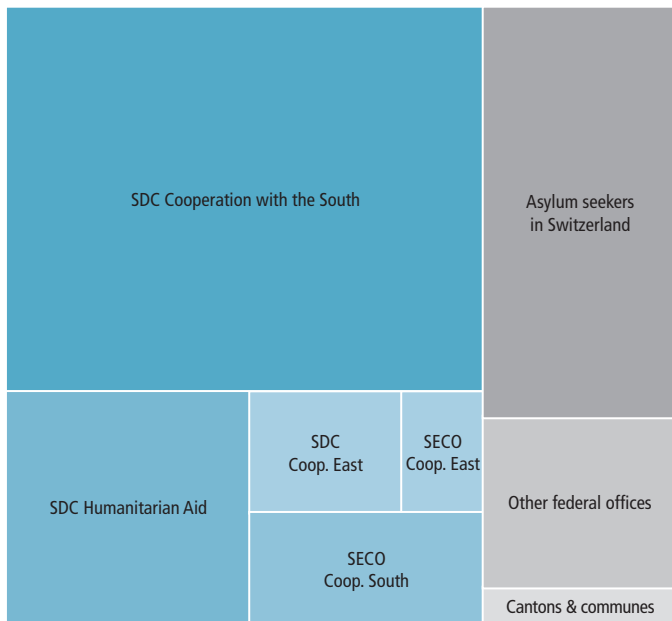 SDC Cooperation with the South
Asylum seekers
in Switzerland
SDC
Coop. East
SECO
Coop. East
SDC Humanitarian Aid
Other federal offices
SECO
Coop. South
Cantons & communes